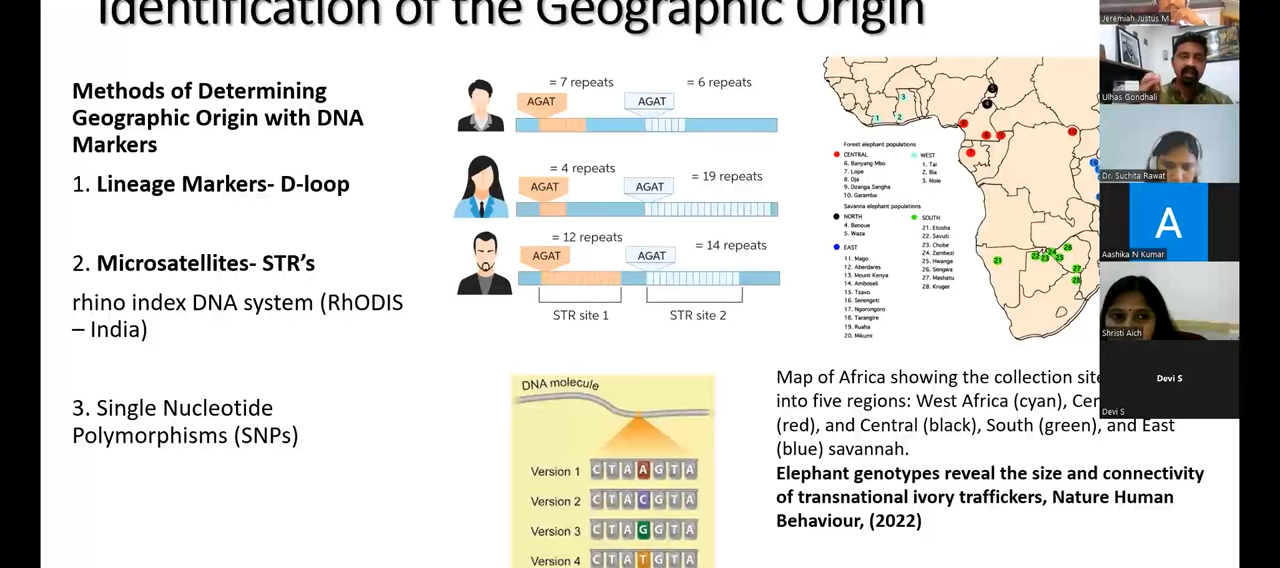 Identification of the Geographic Origin
Methods of Determining
Geographic Origin with DNA
Markers
1. Lineage Markers- D-loop
2. Microsatellites- STR's
rhino index DNA system (RhODIS
– India)
3. Single Nucleotide
Polymorphisms (SNPs)
= 7 repeats
= 6 repeats
AGAT
AGAT
= 4 repeats
= 19 repeats
AGAT
AGAT
= 12 repeats
= 14 repeats
AGAT
AGAT
STR site 1
STR site 2
DNA molecule
Version 1 CTAAGTA
Version 2 CTACGTA
Version 3 CTAGGTA
Version 4 CTATGTA
Forest elephant populations
CENTRAL
6. Banyang Mbo
7. Lope
8. Dja
9. Dzanga Sangha
10. Garamba
WEST
1. Tai
2. Bia
3. Mole
Savanna elephant populations
NORTH
4. Benoue
5. Waza
EAST
11. Mago
12. Aberdares
13. Mount Kenya
14. Amboseli
15. Tsavo
16. Serengeti
17. Ngorongoro
18. Tarangire
19. Ruaha
20. Mikumi
SOUTH
21. Etosha
22. Savuti
23. Chobe
24. Zambezi
25. Hwange
26. Sengwa
27. Mashatu
28. Kruger
Map of Africa showing the collection site
into five regions: West Africa (cyan), Cen
(red), and Central (black), South (green), and East
(blue) savannah.
Elephant genotypes reveal the size and connectivity
of transnational ivory traffickers, Nature Human
Behaviour, (2022)
Jeremiah Justus M
Ulhas Gondhali
Dr. Suchita Rawat
A
Aashika N Kumar
Shristi Aich
Devi S
Devi S